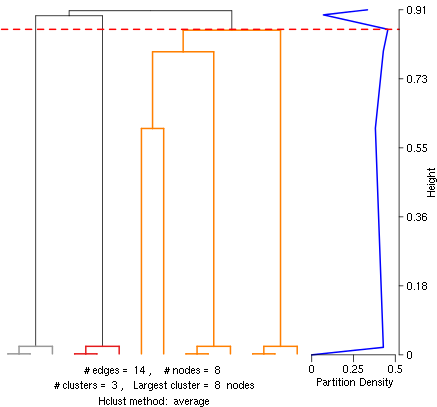 0.91
0.73
0.55
0.36
0.18
0
Height
0 0.25 0.5
Partition Density
# edges = 14 , # nodes = 8
# clusters = 3 , Largest cluster = 8 nodes
Hclust method: average